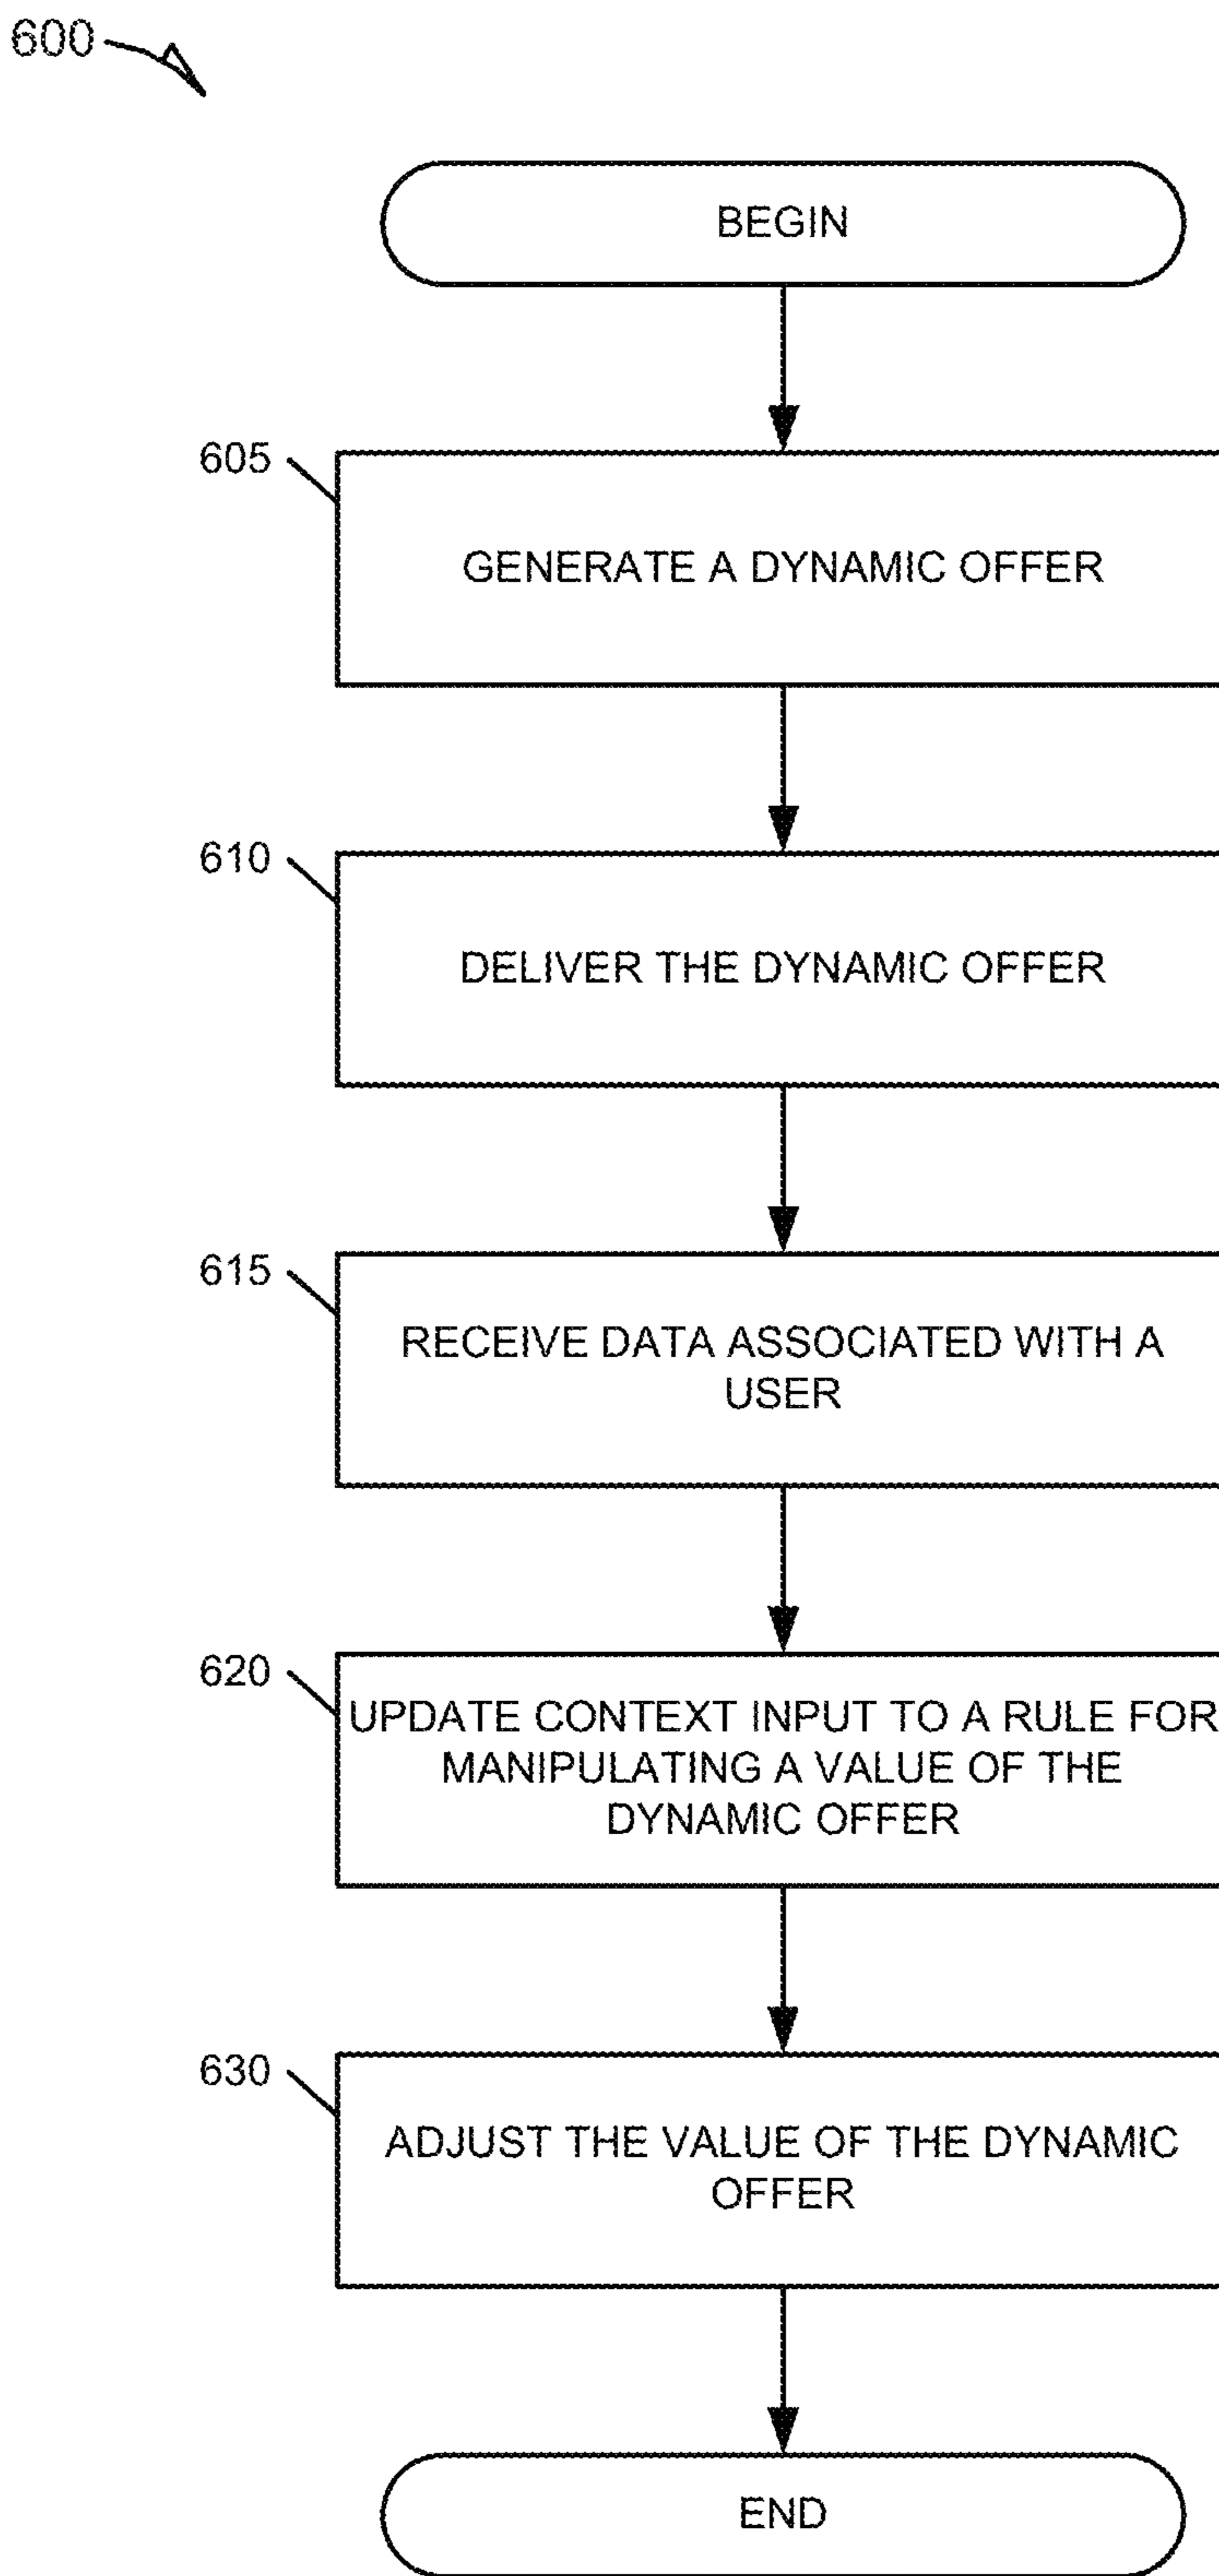 600
BEGIN
605
GENERATE A DYNAMIC OFFER
610
DELIVER THE DYNAMIC OFFER
615
RECEIVE DATA ASSOCIATED WITH A
USER
620
UPDATE CONTEXT INPUT TO A RULE FOR
MANIPULATING A VALUE OF THE
DYNAMIC OFFER
630
ADJUST THE VALUE OF THE DYNAMIC
OFFER
END